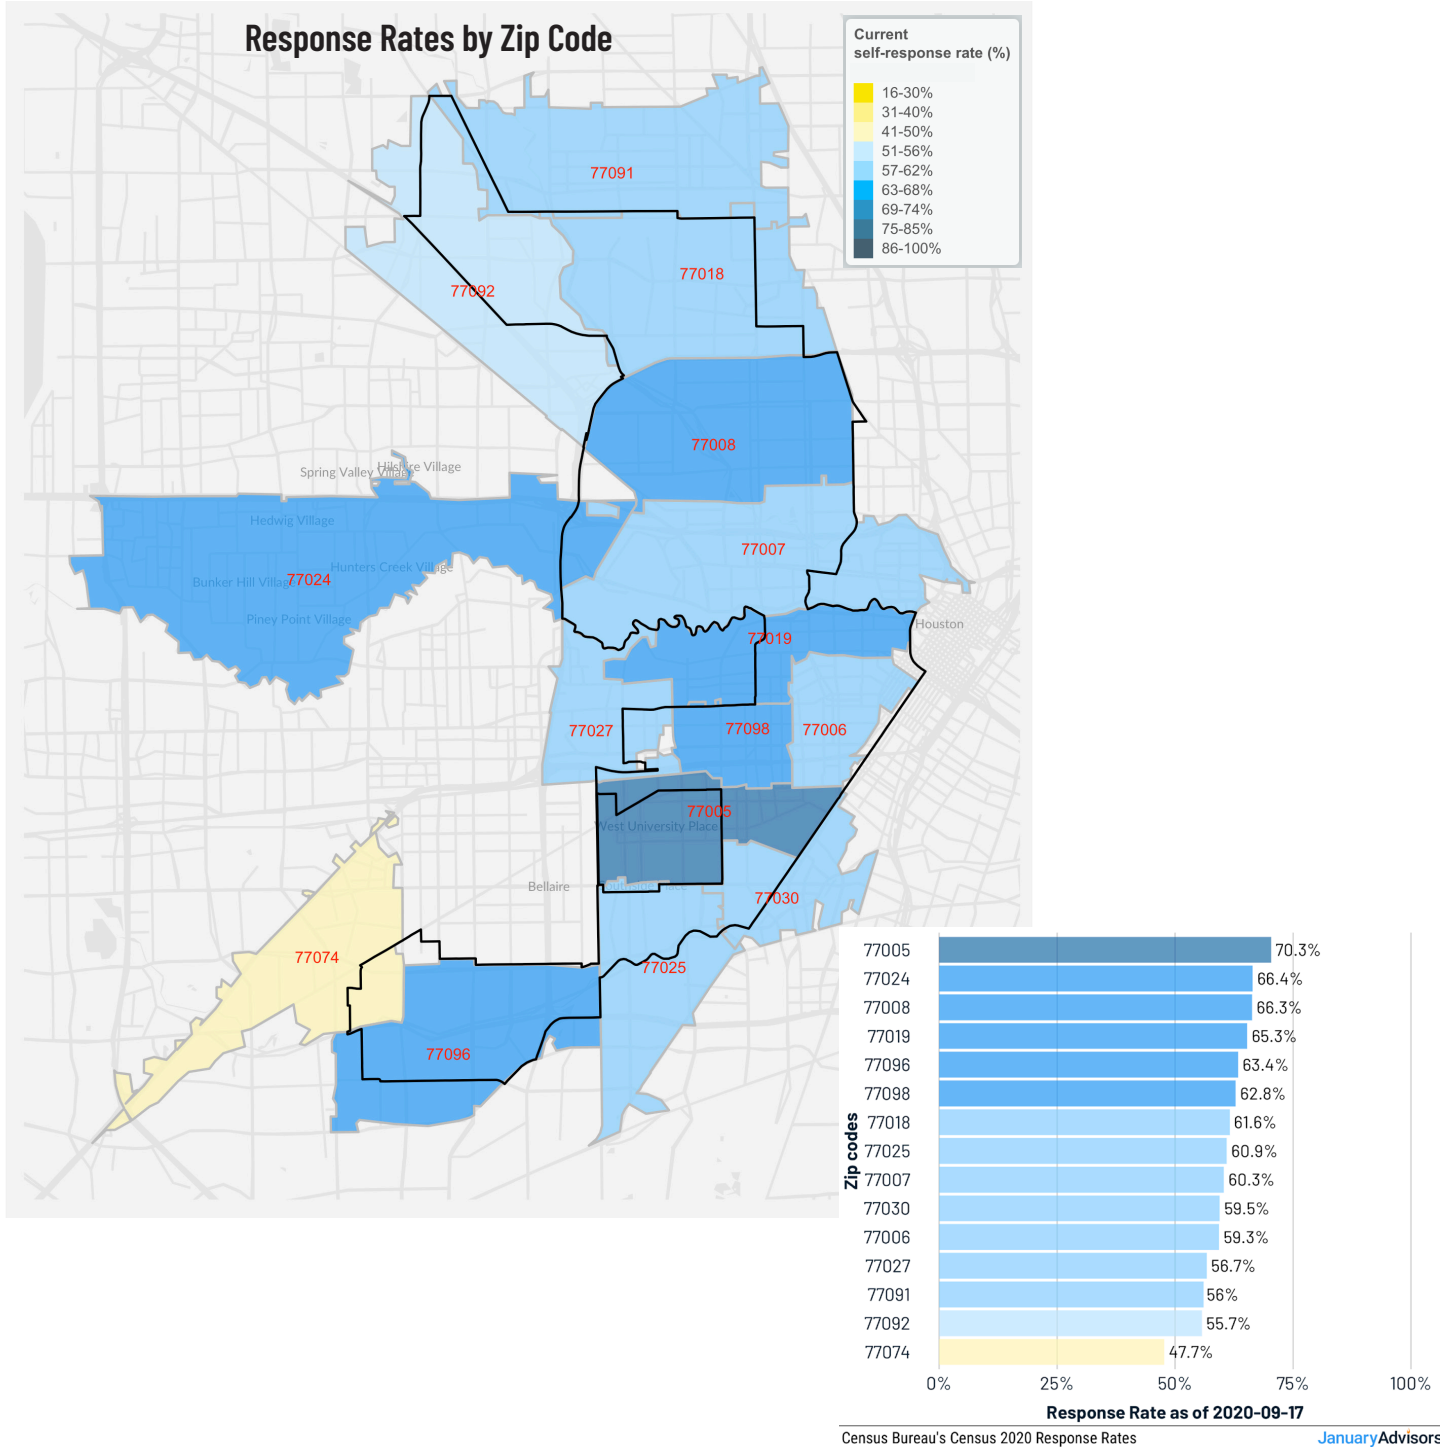 Response Rates by Zip Code
Current
self-response rate (%)
16-30%
31-40%
41-50%
51-56%
57-62%
63-68%
69-74%
75-85%
86-100%
77091
77018
77092
77008
Hilshire Village
Spring Valley Village
Hedwig Village
77007
Hunters Creek Village
Bunker Hill Village
77024
Piney Point Village
Houston
77019
77027
77098
77006
77005
West University Place
Bellaire
Place
77030
77074
77025
77096
77005 70.3%
77024 66.4%
77008 66.3%
77019 65.3%
77096 63.4%
77098 62.8%
77018 61.6%
77025 60.9%
77007 60.3%
77030 59.5%
77006 59.3%
77027 56.7%
77091 56%
77092 55.7%
77074 47.7%
Zip codes
0% 25% 50% 75% 100%
Response Rate as of 2020-09-17
Census Bureau's Census 2020 Response Rates
JanuaryAdvisors